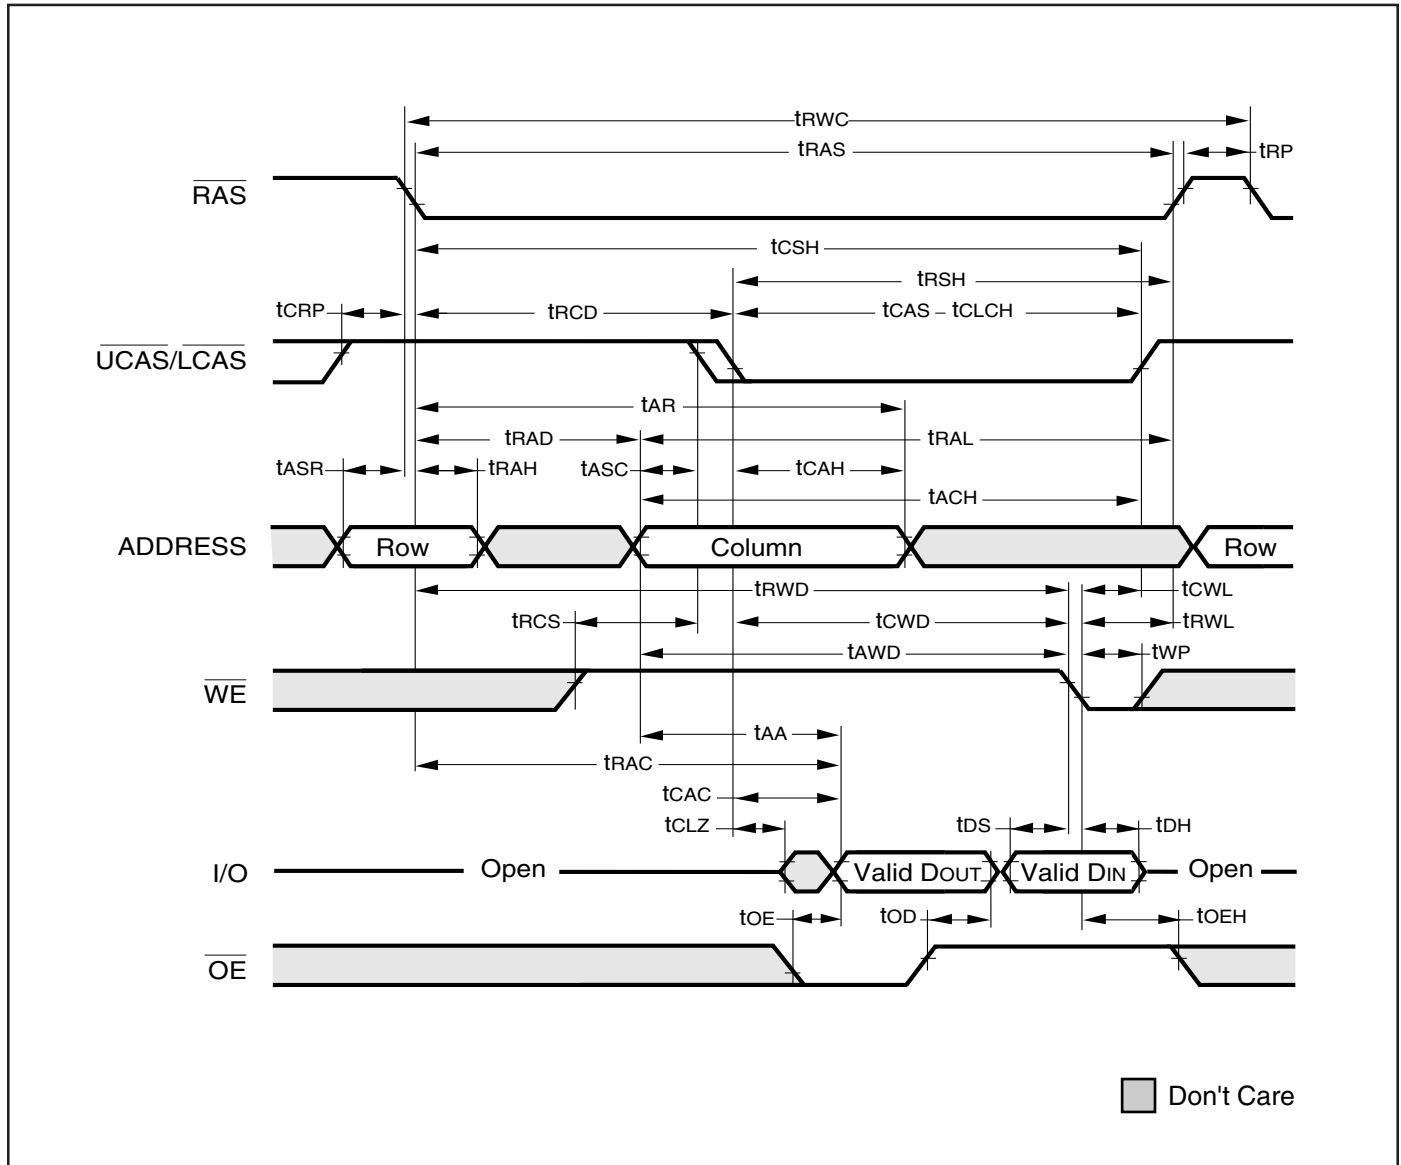 tRWC
tRAS
tRP
RAS
tCSH
tRSH
tCRP
tRCD
tCAS – tCLCH
UCAS/LCAS
tAR
tRAD
tRAL
tASR
tRAH
tASC
tCAH
tACH
ADDRESS
Row
Column
Row
tRWD
tCWL
tRCS
tCWD
tRWL
tAWD
tWP
WE
tAA
tRAC
tCAC
tCLZ
tDS
tDH
I/O
Open
Valid DOUT
Valid DIN
Open
tOE
tOD
tOEH
OE
Don't Care